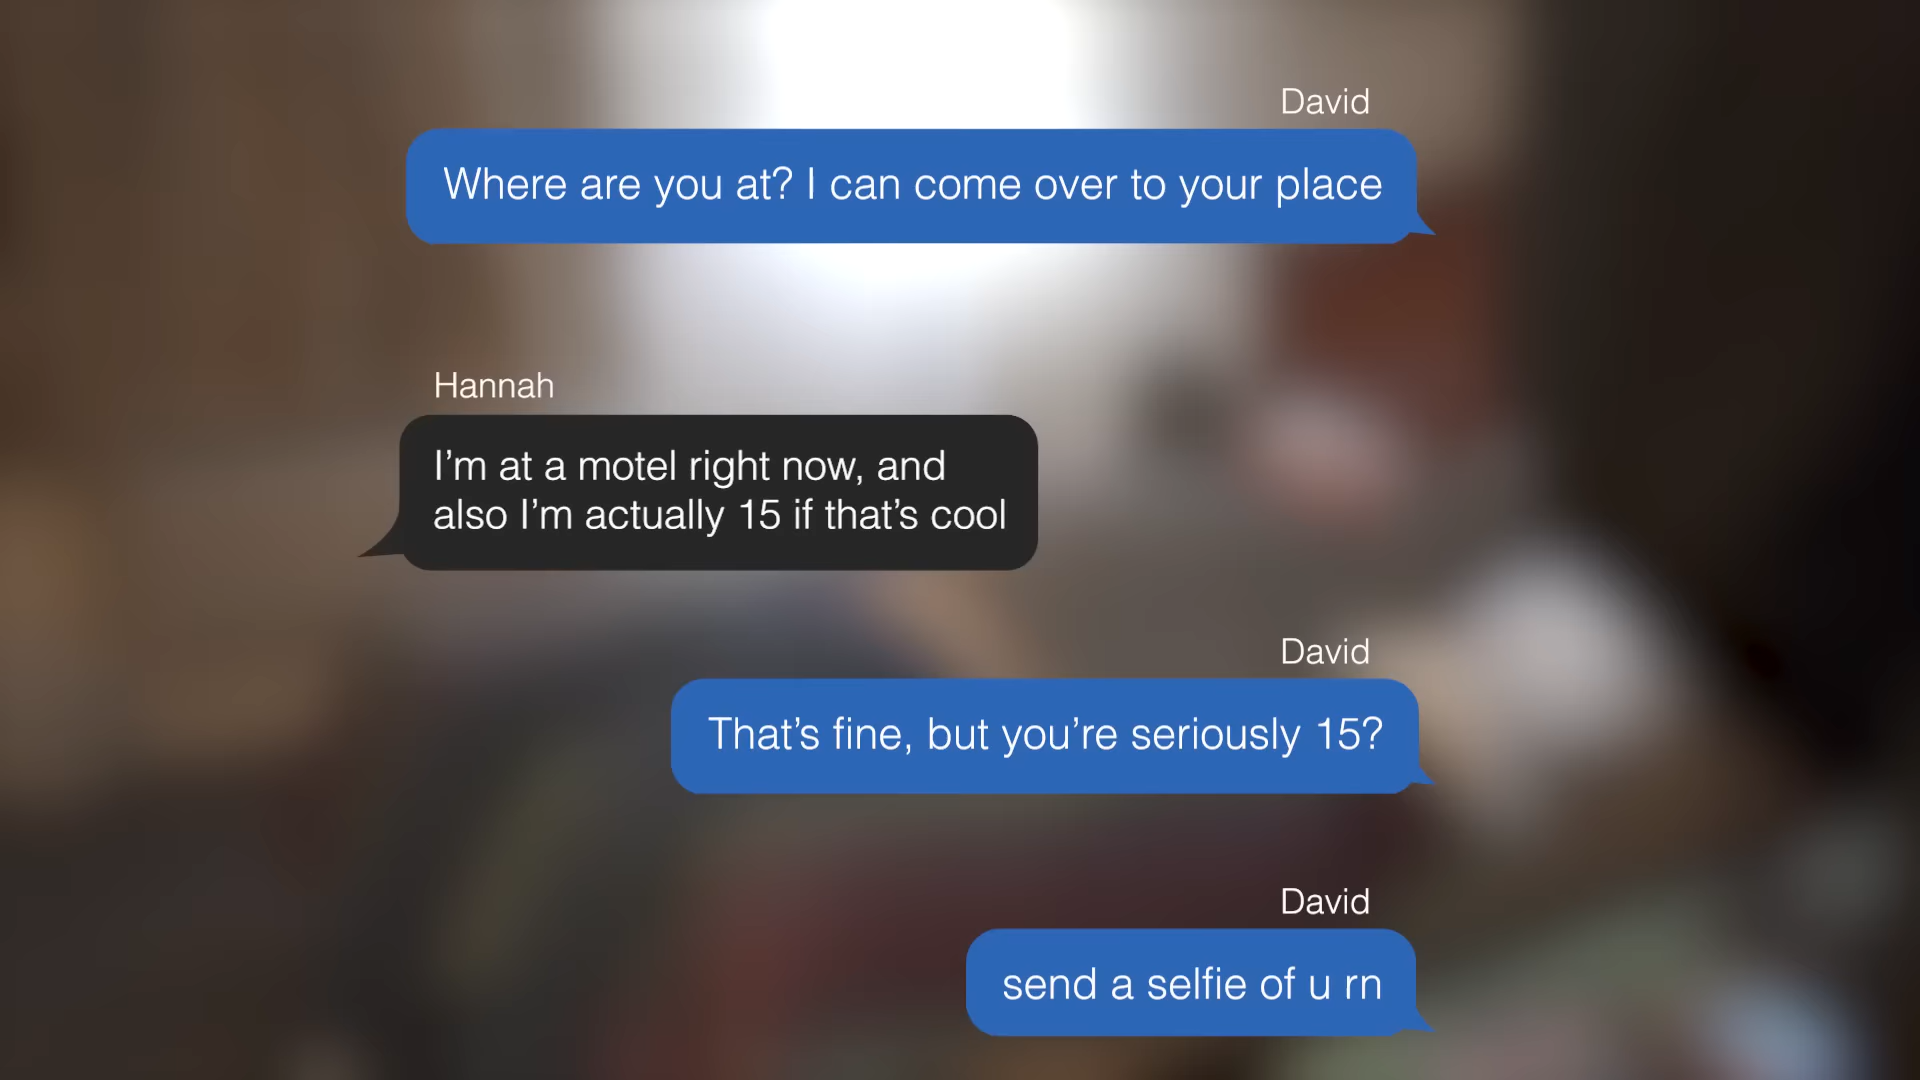 David
Where are you at? I can come over to your place
Hannah
I'm at a motel right now, and
also I'm actually 15 if that's cool
David
That's fine, but you're seriously 15?
David
send a selfie of u rn